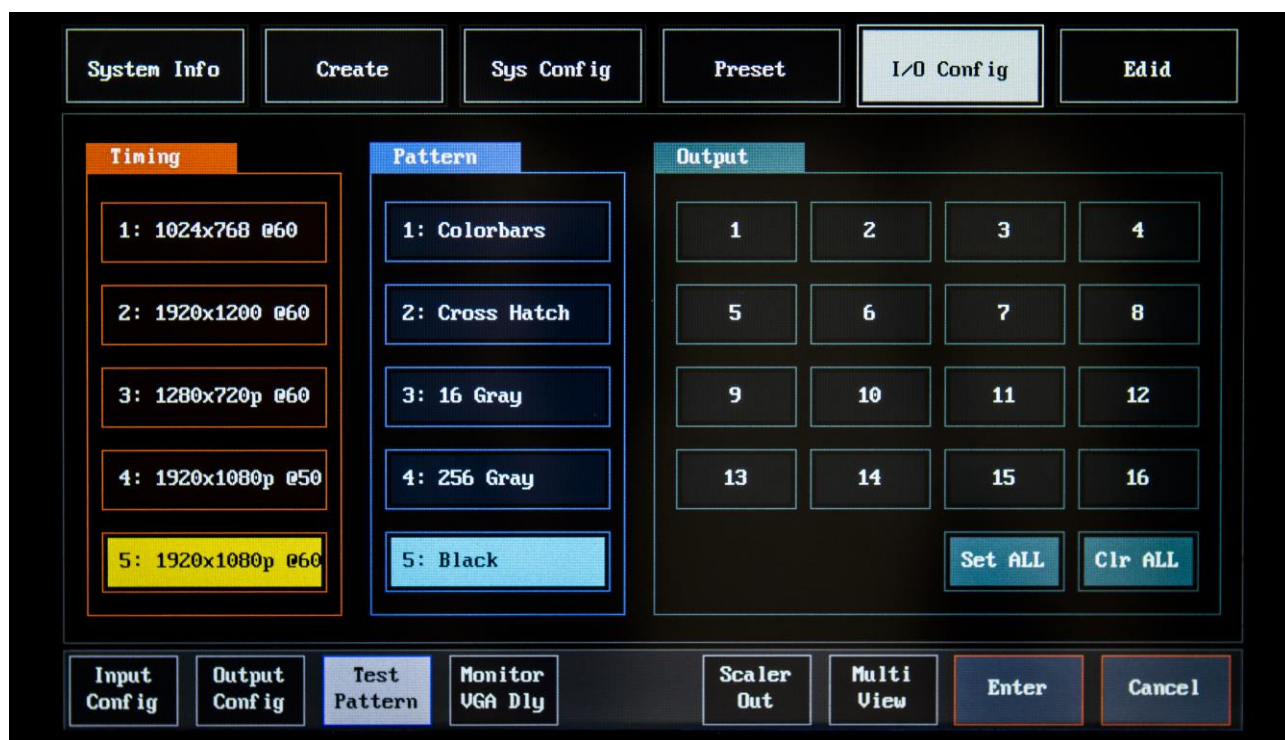 System Info
Create
Sys Config
Preset
I/O Config
Edid
Timing
Pattern
Output
1: 1024x768 @60
1: Colorbars
1
2
3
4
2: 1920x1200 @60
2: Cross Hatch
5
6
7
8
3: 1280x720p @60
3: 16 Gray
9
10
11
12
4: 1920x1080p @50
4: 256 Gray
13
14
15
16
5: 1920x1080p @60
5: Black
Set ALL
Clr ALL
Input
Config
Output
Config
Test
Pattern
Monitor
VGA Dly
Scaler
Out
Multi
View
Enter
Cancel